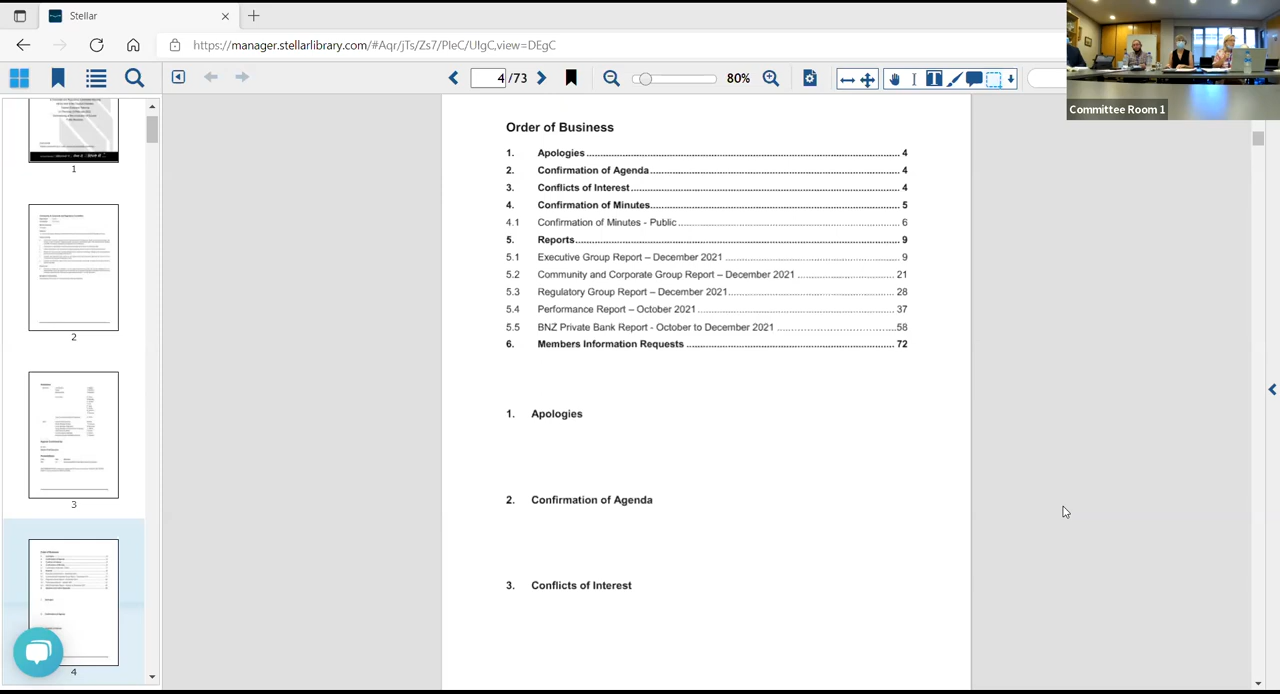 Stellar
https://manager.stellarlibrary.com/#Aqr/jTs/Zs7/PIeC/UIgC,view=DEgC
4 /73
80%
Committee Room 1
Order of Business
1. Apologies 4
2. Confirmation of Agenda 4
3. Conflicts of Interest 4
4. Confirmation of Minutes 5
4.1 Confirmation of Minutes - Public 6
5. Reports 9
5.1 Executive Group Report – December 2021 9
5.2 Community and Corporate Group Report - December 2021 21
5.3 Regulatory Group Report – December 2021 28
5.4 Performance Report – October 2021 37
5.5 BNZ Private Bank Report - October to December 2021 58
6. Members Information Requests 72
1. Apologies
2. Confirmation of Agenda
3. Conflicts of Interest
1
2
3
4